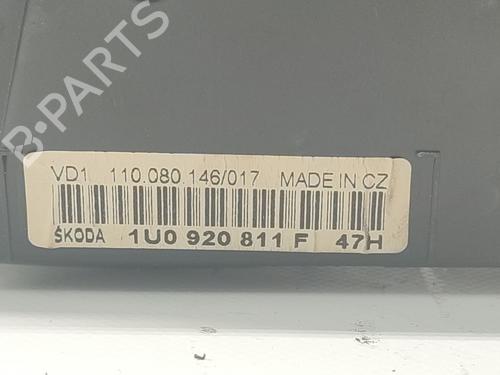 B-PARTS
VD1 110.080.146/017 MADE IN CZ
ŠKODA 1U0 920 811 F 47H